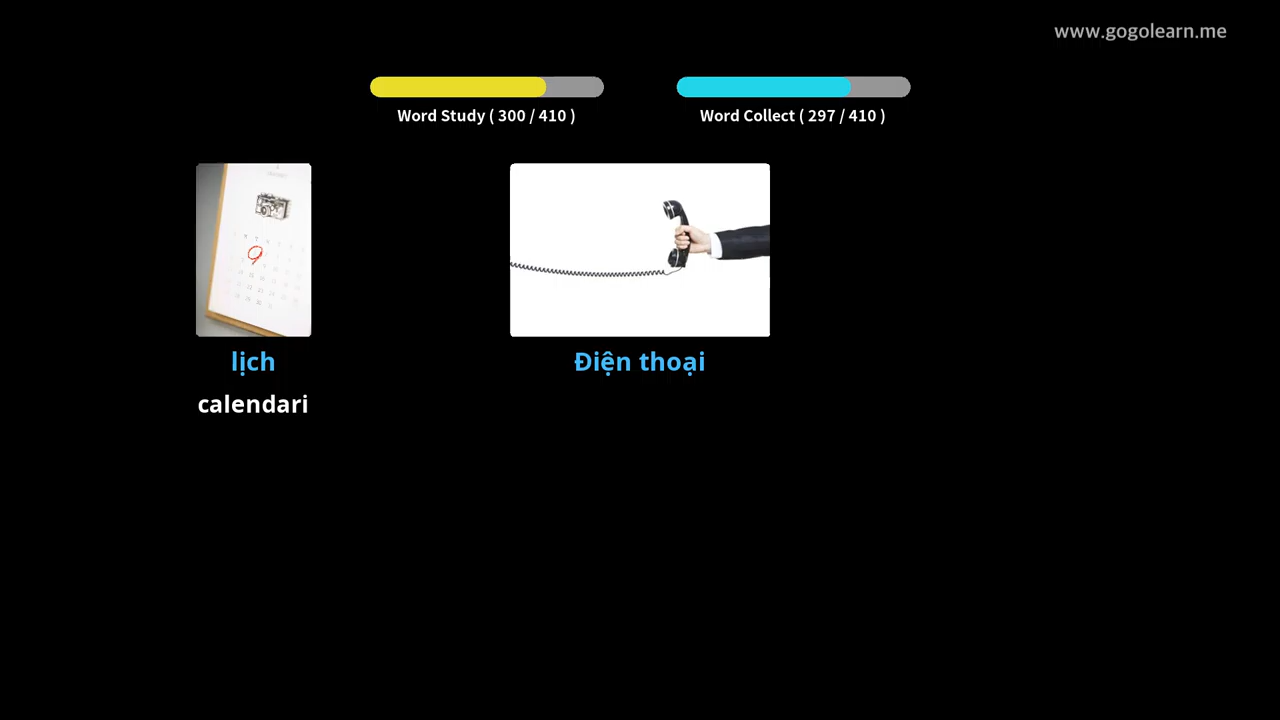 www.gogolearn.me
Word Study ( 300 / 410 )
Word Collect ( 297 / 410 )
lịch
Điện thoại
calendari